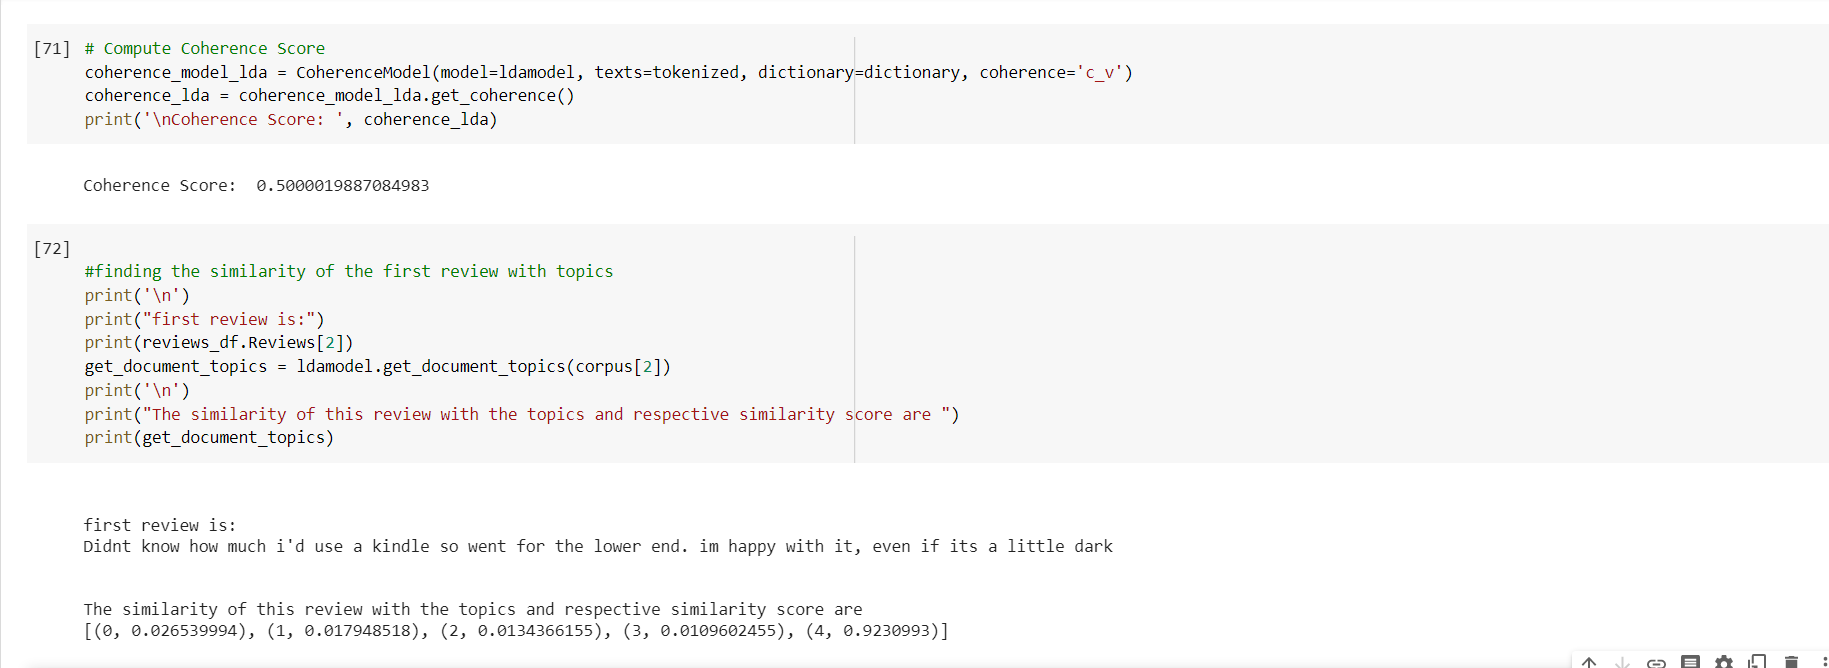 [71] # Compute Coherence Score
coherence_model_lda = CoherenceModel(model=ldamodel, texts=tokenized, dictionary=dictionary, coherence='c_v')
coherence_lda = coherence_model_lda.get_coherence()
print('\nCoherence Score: ', coherence_lda)
Coherence Score:  0.5000019887084983
[72]
#finding the similarity of the first review with topics
print('\n')
print("first review is:")
print(reviews_df.Reviews[2])
get_document_topics = ldamodel.get_document_topics(corpus[2])
print('\n')
print("The similarity of this review with the topics and respective similarity score are ")
print(get_document_topics)
first review is:
Didnt know how much i'd use a kindle so went for the lower end. im happy with it, even if its a little dark
The similarity of this review with the topics and respective similarity score are
[(0, 0.026539994), (1, 0.017948518), (2, 0.0134366155), (3, 0.0109602455), (4, 0.9230993)]